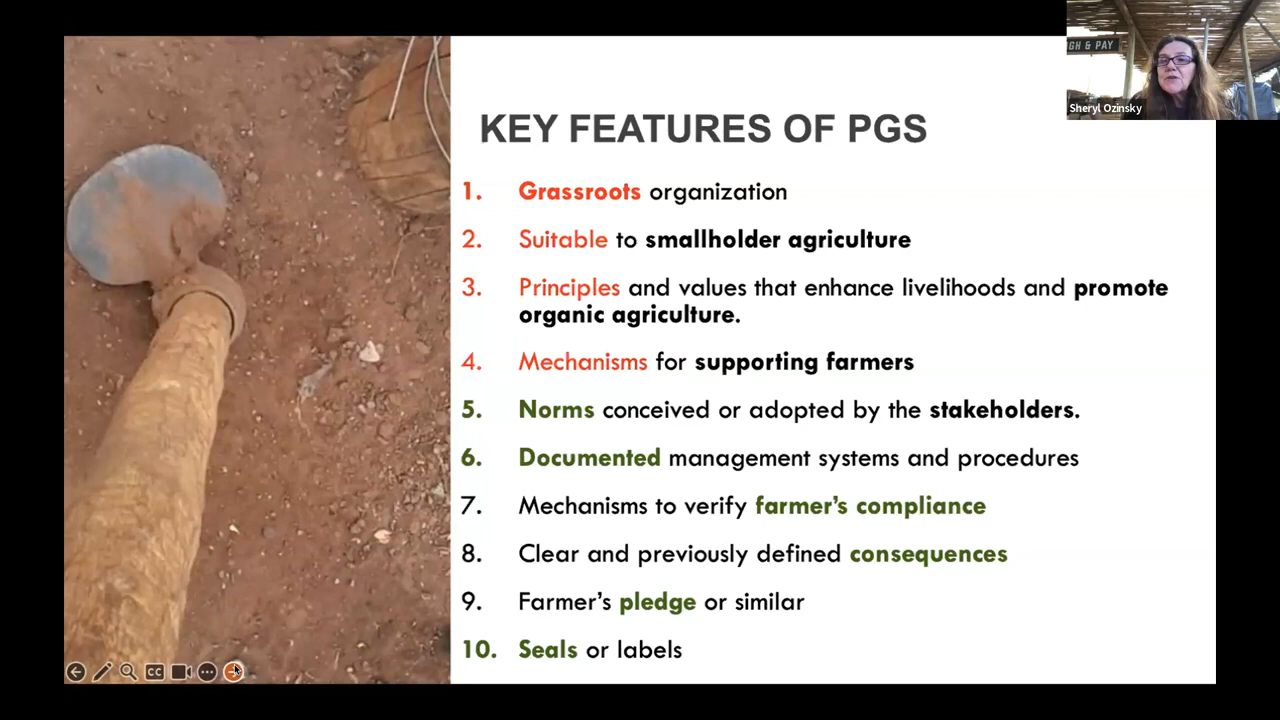 GH & PAY
Sheryl Ozinsky
KEY FEATURES OF PGS
1. Grassroots organization
2. Suitable to smallholder agriculture
3. Principles and values that enhance livelihoods and promote
organic agriculture.
4. Mechanisms for supporting farmers
5. Norms conceived or adopted by the stakeholders.
6. Documented management systems and procedures
7. Mechanisms to verify farmer's compliance
8. Clear and previously defined consequences
9. Farmer's pledge or similar
10. Seals or labels
CC